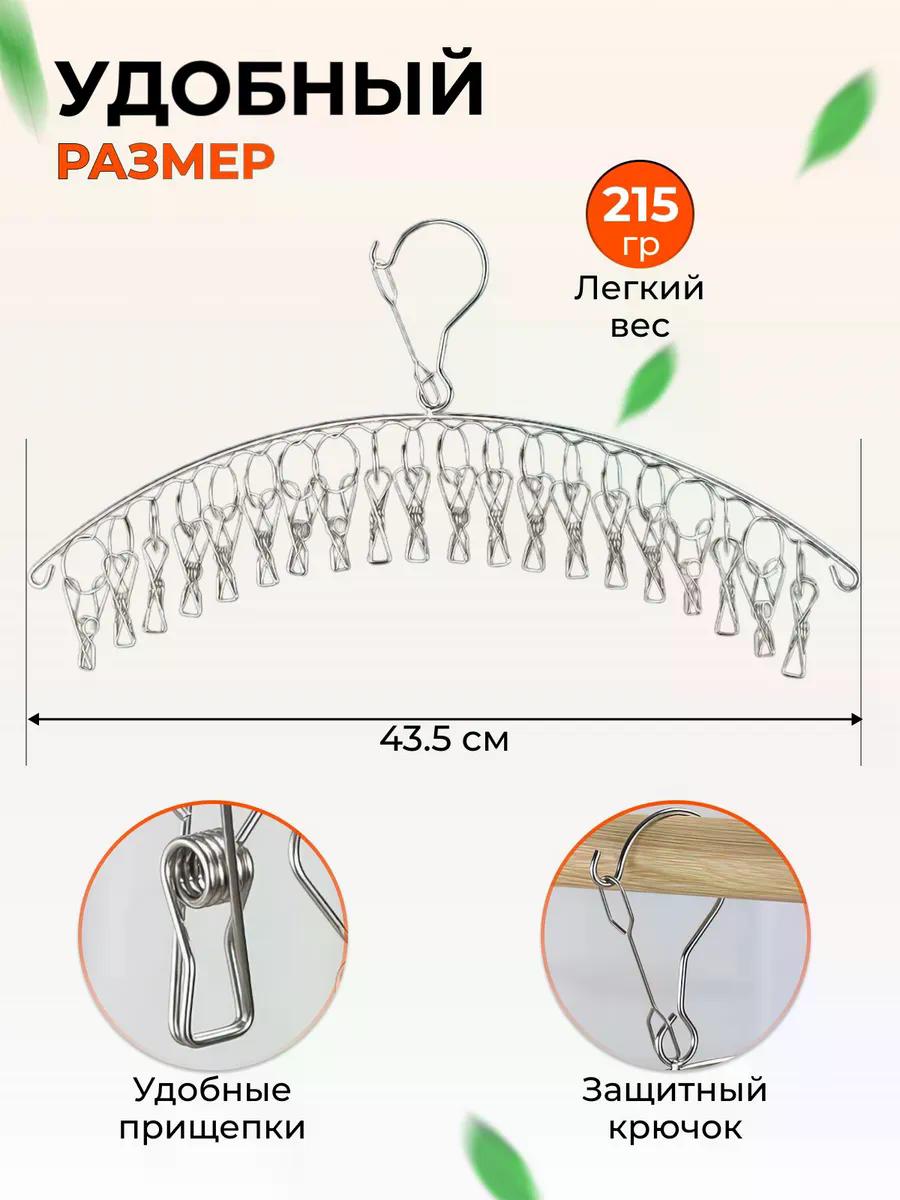 УДОБНЫЙ
РАЗМЕР
215
гр
Легкий
вес
43.5 см
Удобные
прищепки
Защитный
крючок